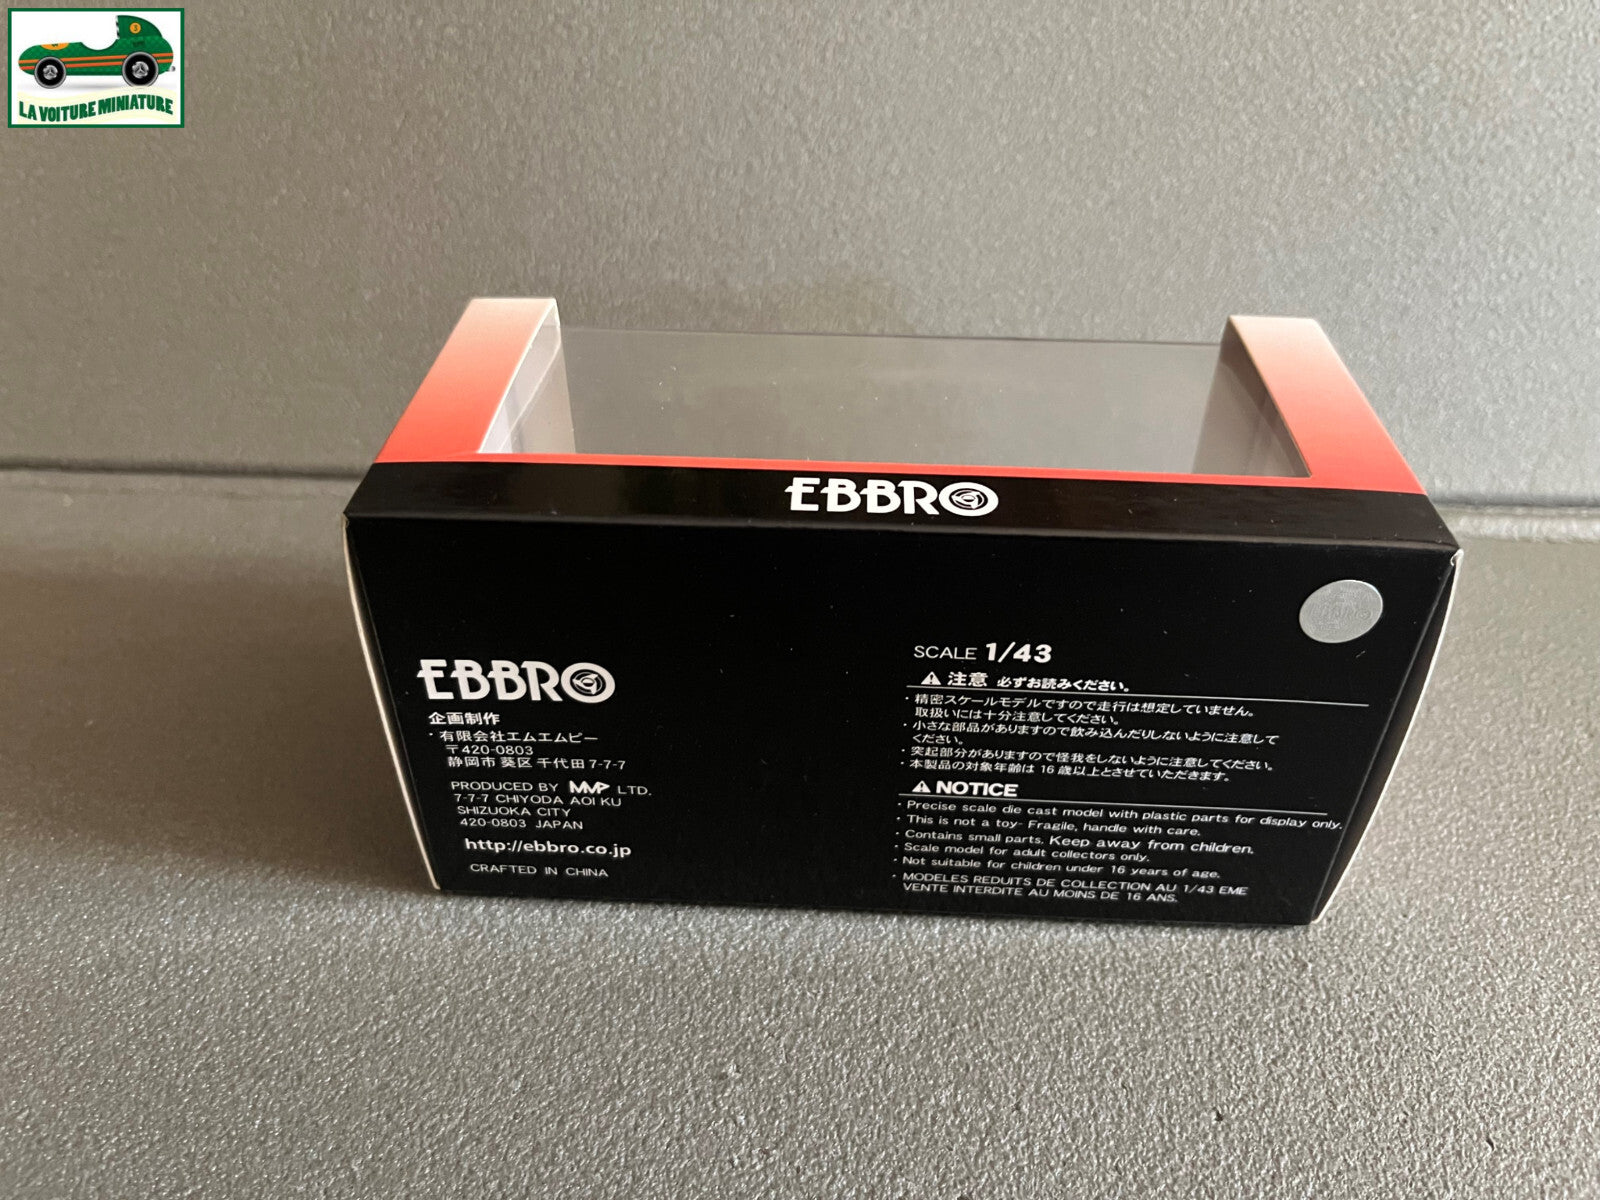 LA VOITURE MINIATURE
EBBRO
EBBRO
企画制作
・有限会社エムエムピー
〒420-0803
静岡市 葵区 千代田 7-7-7
PRODUCED BY MMP LTD.
7-7-7 CHIYODA AOI KU
SHIZUOKA CITY
420-0803 JAPAN
http://ebbro.co.jp
CRAFTED IN CHINA
SCALE 1/43
⚠ 注意 必ずお読みください。
・精密スケールモデルですので走行は想定していません。
取扱いには十分注意してください。
・小さな部品がありますので飲み込んだりしないように注意して
ください。
・突起部分がありますので怪我をしないように注意してください。
・本製品の対象年齢は 16 歳以上とさせていただきます。
⚠ NOTICE
・Precise scale die cast model with plastic parts for display only.
・This is not a toy- Fragile, handle with care.
・Contains small parts. Keep away from children.
・Scale model for adult collectors only.
・Not suitable for children under 16 years of age.
・MODELES REDUITS DE COLLECTION AU 1/43 EME
VENTE INTERDITE AU MOINS DE 16 ANS.